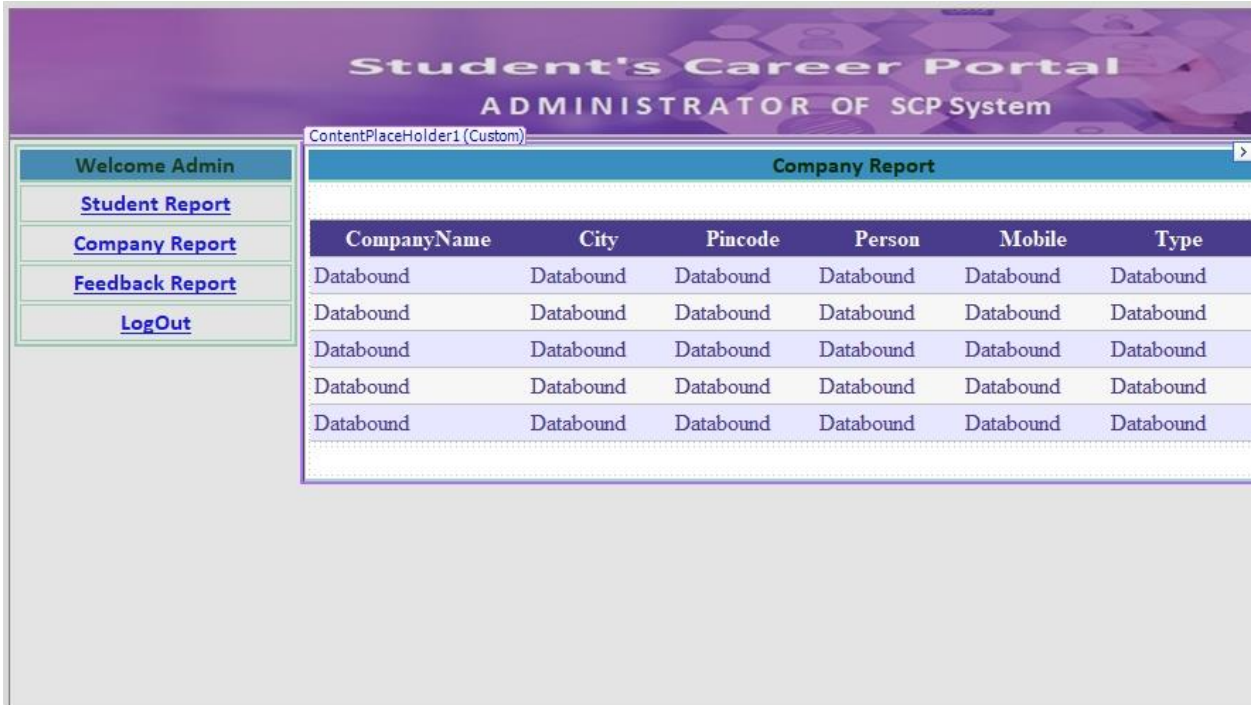 Student's Career Portal
ADMINISTRATOR OF SCP System
ContentPlaceHolder1 (Custom)
Welcome Admin
Student Report
Company Report
Feedback Report
LogOut
Company Report
CompanyName City Pincode Person Mobile Type
Databound Databound Databound Databound Databound Databound
Databound Databound Databound Databound Databound Databound
Databound Databound Databound Databound Databound Databound
Databound Databound Databound Databound Databound Databound
Databound Databound Databound Databound Databound Databound